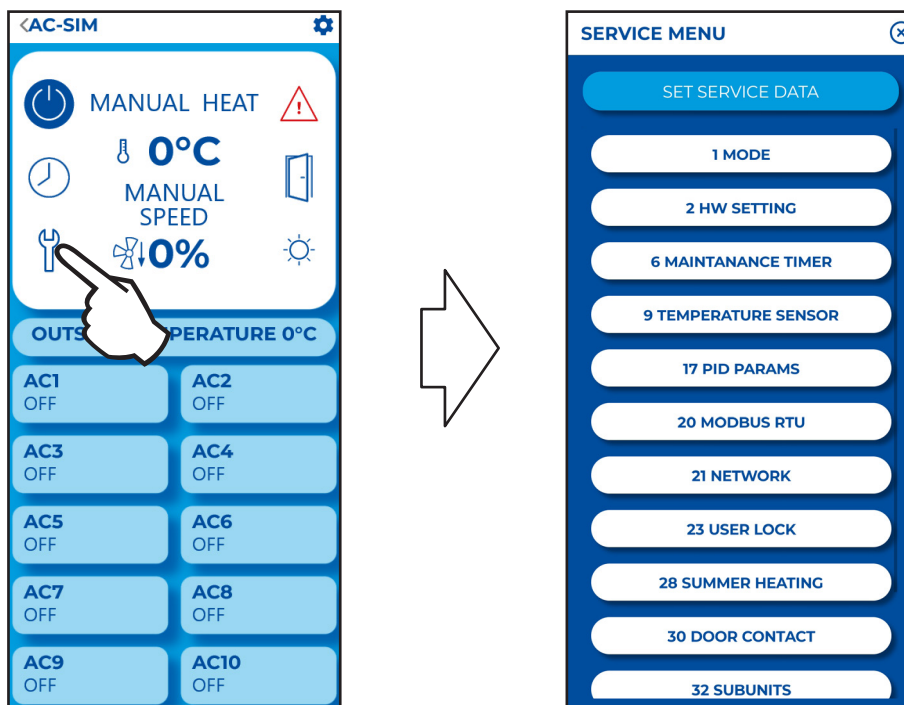 <AC-SIM
MANUAL HEAT
0°C
MANUAL
SPEED
0%
OUTS PERATURE 0°C
AC1
OFF
AC2
OFF
AC3
OFF
AC4
OFF
AC5
OFF
AC6
OFF
AC7
OFF
AC8
OFF
AC9
OFF
AC10
OFF
SERVICE MENU
SET SERVICE DATA
1 MODE
2 HW SETTING
6 MAINTANANCE TIMER
9 TEMPERATURE SENSOR
17 PID PARAMS
20 MODBUS RTU
21 NETWORK
23 USER LOCK
28 SUMMER HEATING
30 DOOR CONTACT
32 SUBUNITS